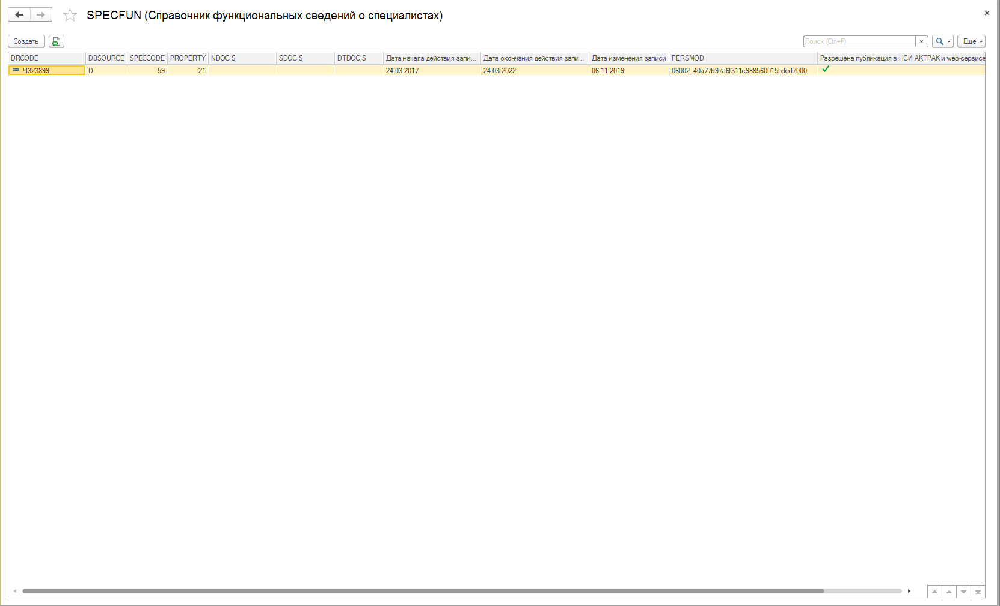 SPECFUN (Справочник функциональных сведений о специалистах)
Создать
Поиск (Ctrl+F)
Еще
DRCODE DBSOURCE SPECCODE PROPERTY NDOC S SDOC S DTDOC S Дата начала действия запи... Дата окончания действия запи... Дата изменения записи PERSMOD Разрешена публикация в НСИ АКТРАК и web-сервисе
Ч323899 D 59 21 24.03.2017 24.03.2022 06.11.2019 06002_40a77b97a6f311e9885600155dcd7000